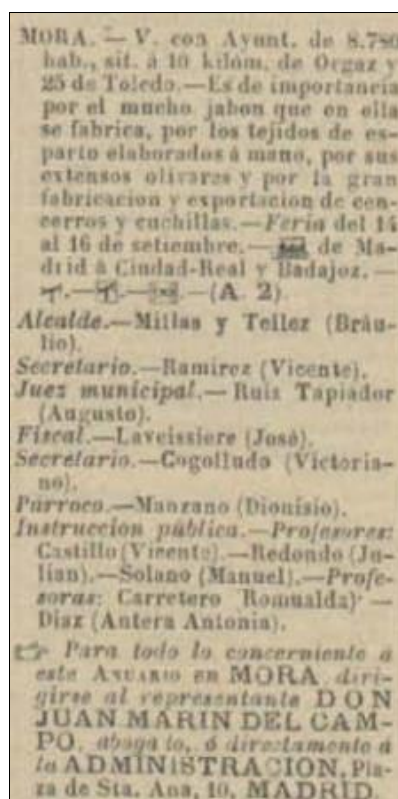 MORA. — V. con Ayunt. de 8.780
hab., sit. á 10 kilóm. de Orgaz y
25 de Toledo.—Es de importancia
por el mucho jabon que en ella
se fabrica, por los tejidos de es-
parto elaborados á mano, por sus
extensos olivares y por la gran
fabricacion y exportacion de cen-
cerros y cuchillas.—Feria del 14
al 16 de setiembre.— de Ma-
drid á Ciudad-Real y Badajoz.—
—(A. 2).
Alcalde.—Millas y Tellez (Bráu-
lio).
Secretario.—Ramirez (Vicente).
Juez municipal.—Ruiz Tapiador
(Augusto).
Fiscal.—Laveissiere (José).
Secretario.—Cogolludo (Victoria-
no).
Párroco.—Manzano (Dionisio).
Instruccion pública.—Profesores:
Castillo (Vicente).—Redondo (Ju-
lian).—Solano (Manuel).—Profe-
soras: Carretero Romualda) —
Diaz (Antera Antonia).
Para todo lo concerniente á
este ANUARIO en MORA, diri-
girse al representante DON
JUAN MARIN DEL CAM-
PO, abogado, ó directamente á
la ADMINISTRACION, Pla-
za de Sta. Ana, 10, MADRID.